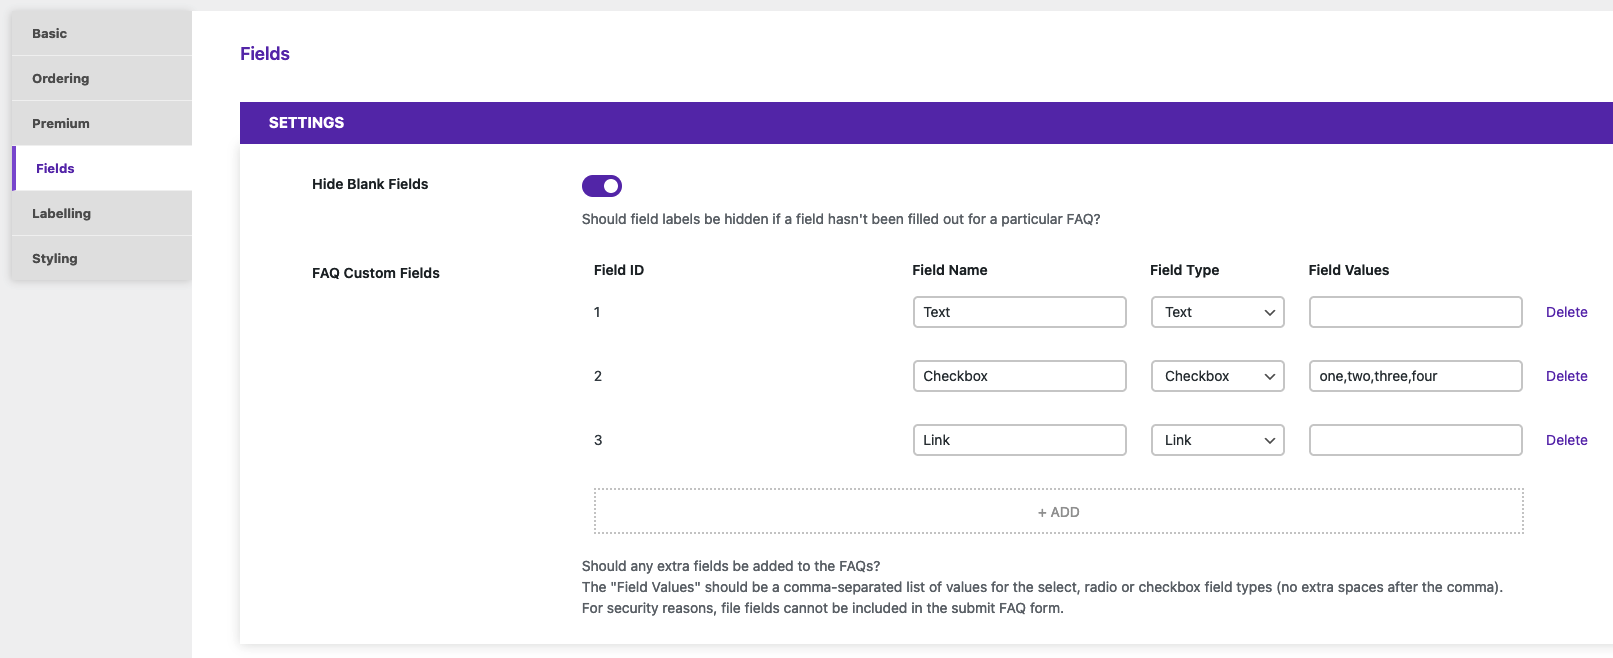 Basic
Ordering
Premium
Fields
Labelling
Styling
Fields
SETTINGS
Hide Blank Fields
Should field labels be hidden if a field hasn't been filled out for a particular FAQ?
FAQ Custom Fields
Field ID Field Name Field Type Field Values
1 Text Text Delete
2 Checkbox Checkbox one,two,three,four Delete
3 Link Link Delete
+ ADD
Should any extra fields be added to the FAQs?
The "Field Values" should be a comma-separated list of values for the select, radio or checkbox field types (no extra spaces after the comma).
For security reasons, file fields cannot be included in the submit FAQ form.